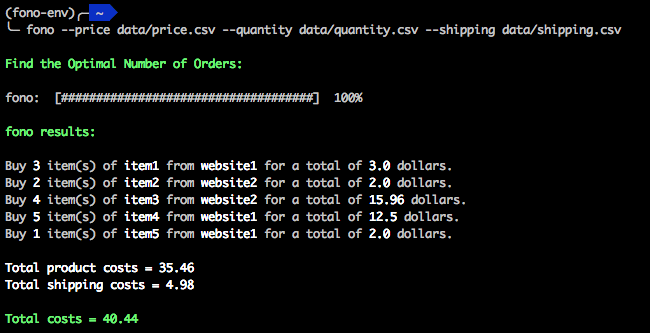 (fono-env) ~
fono --price data/price.csv --quantity data/quantity.csv --shipping data/shipping.csv
Find the Optimal Number of Orders:
fono: [####################################] 100%
fono results:
Buy 3 item(s) of item1 from website1 for a total of 3.0 dollars.
Buy 2 item(s) of item2 from website2 for a total of 2.0 dollars.
Buy 4 item(s) of item3 from website2 for a total of 15.96 dollars.
Buy 5 item(s) of item4 from website1 for a total of 12.5 dollars.
Buy 1 item(s) of item5 from website1 for a total of 2.0 dollars.
Total product costs = 35.46
Total shipping costs = 4.98
Total costs = 40.44